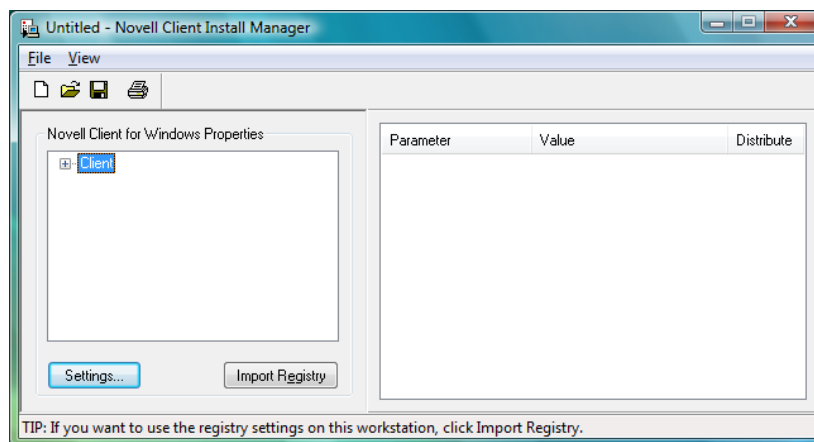 Untitled - Novell Client Install Manager
File View
Novell Client for Windows Properties
Client
Settings...
Import Registry
Parameter Value Distribute
TIP: If you want to use the registry settings on this workstation, click Import Registry.